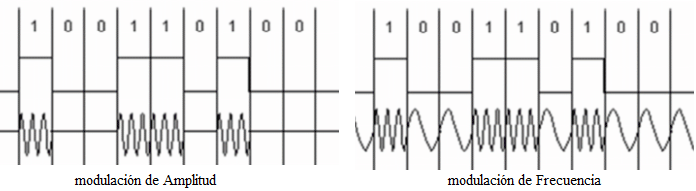 1 0 0 1 1 0 1 0 0
1 0 0 1 1 0 1 0 0
modulación de Amplitud
modulación de Frecuencia